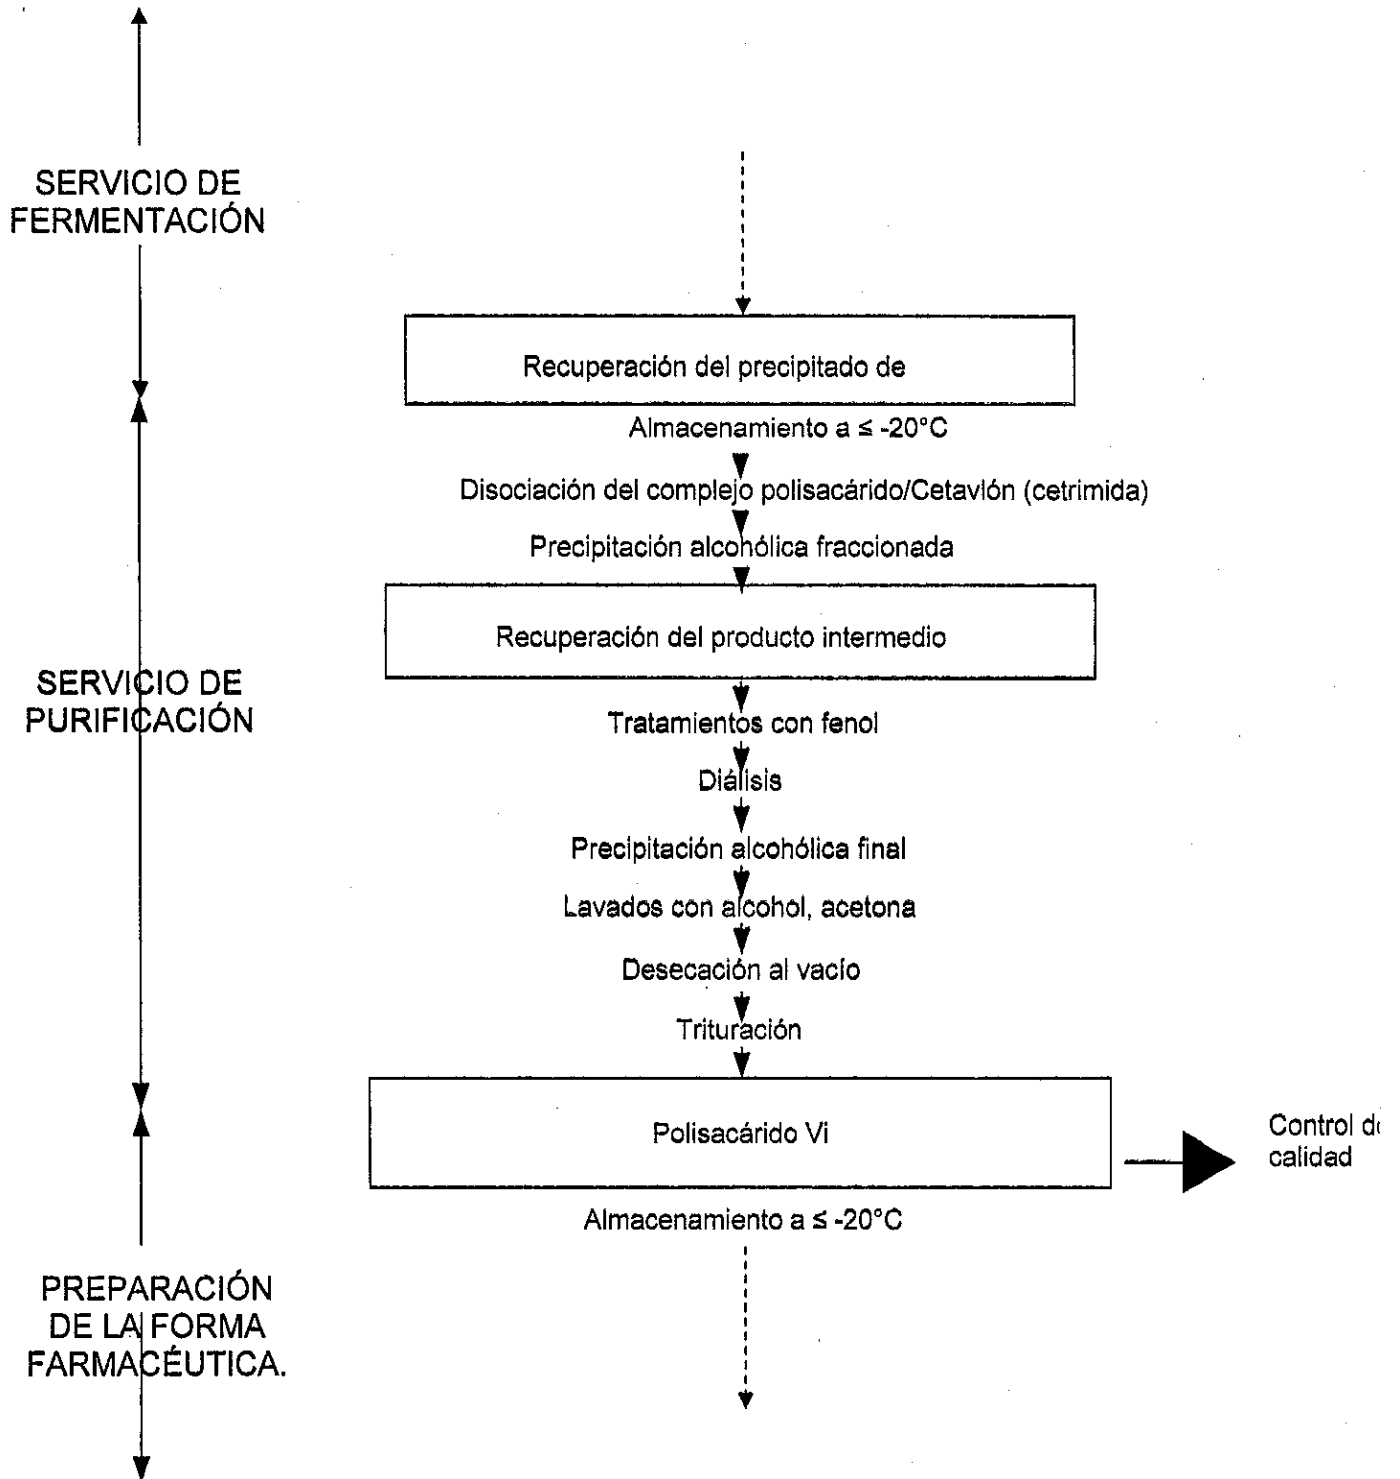 SERVICIO DE
FERMENTACIÓN
Recuperación del precipitado de
Almacenamiento a ≤ -20°C
Disociación del complejo polisacárido/Cetavlón (cetrimida)
Precipitación alcohólica fraccionada
Recuperación del producto intermedio
SERVICIO DE
PURIFICACIÓN
Tratamientos con fenol
Diálisis
Precipitación alcohólica final
Lavados con alcohol, acetona
Desecación al vacío
Trituración
Polisacárido Vi
Control de
calidad
Almacenamiento a ≤ -20°C
PREPARACIÓN
DE LA FORMA
FARMACÉUTICA.